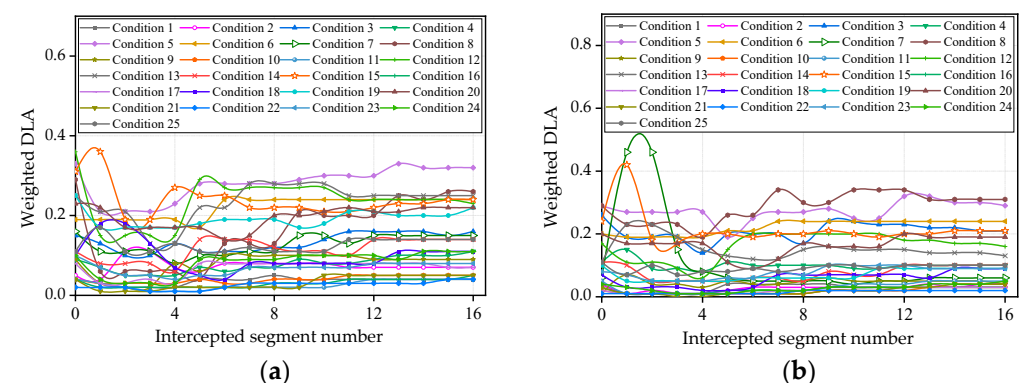 Condition 1 Condition 2 Condition 3 Condition 4
Condition 5 Condition 6 Condition 7 Condition 8
Condition 9 Condition 10 Condition 11 Condition 12
Condition 13 Condition 14 Condition 15 Condition 16
Condition 17 Condition 18 Condition 19 Condition 20
Condition 21 Condition 22 Condition 23 Condition 24
Condition 25
0.6
0.4
0.2
0.0
Weighted DLA
0 4 8 12 16
Intercepted segment number
(a)
Condition 1 Condition 2 Condition 3 Condition 4
Condition 5 Condition 6 Condition 7 Condition 8
Condition 9 Condition 10 Condition 11 Condition 12
Condition 13 Condition 14 Condition 15 Condition 16
Condition 17 Condition 18 Condition 19 Condition 20
Condition 21 Condition 22 Condition 23 Condition 24
Condition 25
0.8
0.6
0.4
0.2
0.0
Weighted DLA
0 4 8 12 16
Intercepted segment number
(b)